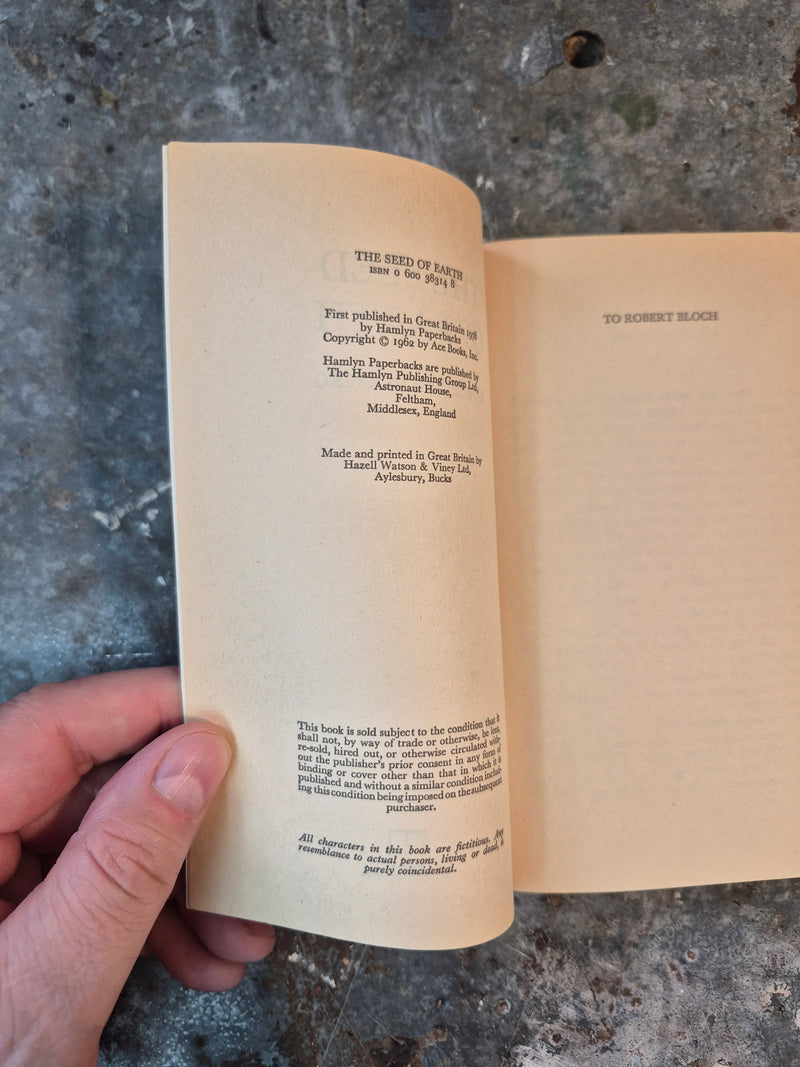 THE SEED OF EARTH
ISBN 0 600 38314 8
First published in Great Britain 1978
by Hamlyn Paperbacks
Copyright © 1962 by Ace Books, Inc.
Hamlyn Paperbacks are published by
The Hamlyn Publishing Group Ltd,
Astronaut House,
Feltham,
Middlesex, England
Made and printed in Great Britain by
Hazell Watson & Viney Ltd,
Aylesbury, Bucks
This book is sold subject to the condition that it
shall not, by way of trade or otherwise, be lent,
re-sold, hired out, or otherwise circulated with-
out the publisher's prior consent in any form of
binding or cover other than that in which it is
published and without a similar condition includ-
ing this condition being imposed on the subsequent
purchaser.
All characters in this book are fictitious. Any
resemblance to actual persons, living or dead, is
purely coincidental.
TO ROBERT BLOCH